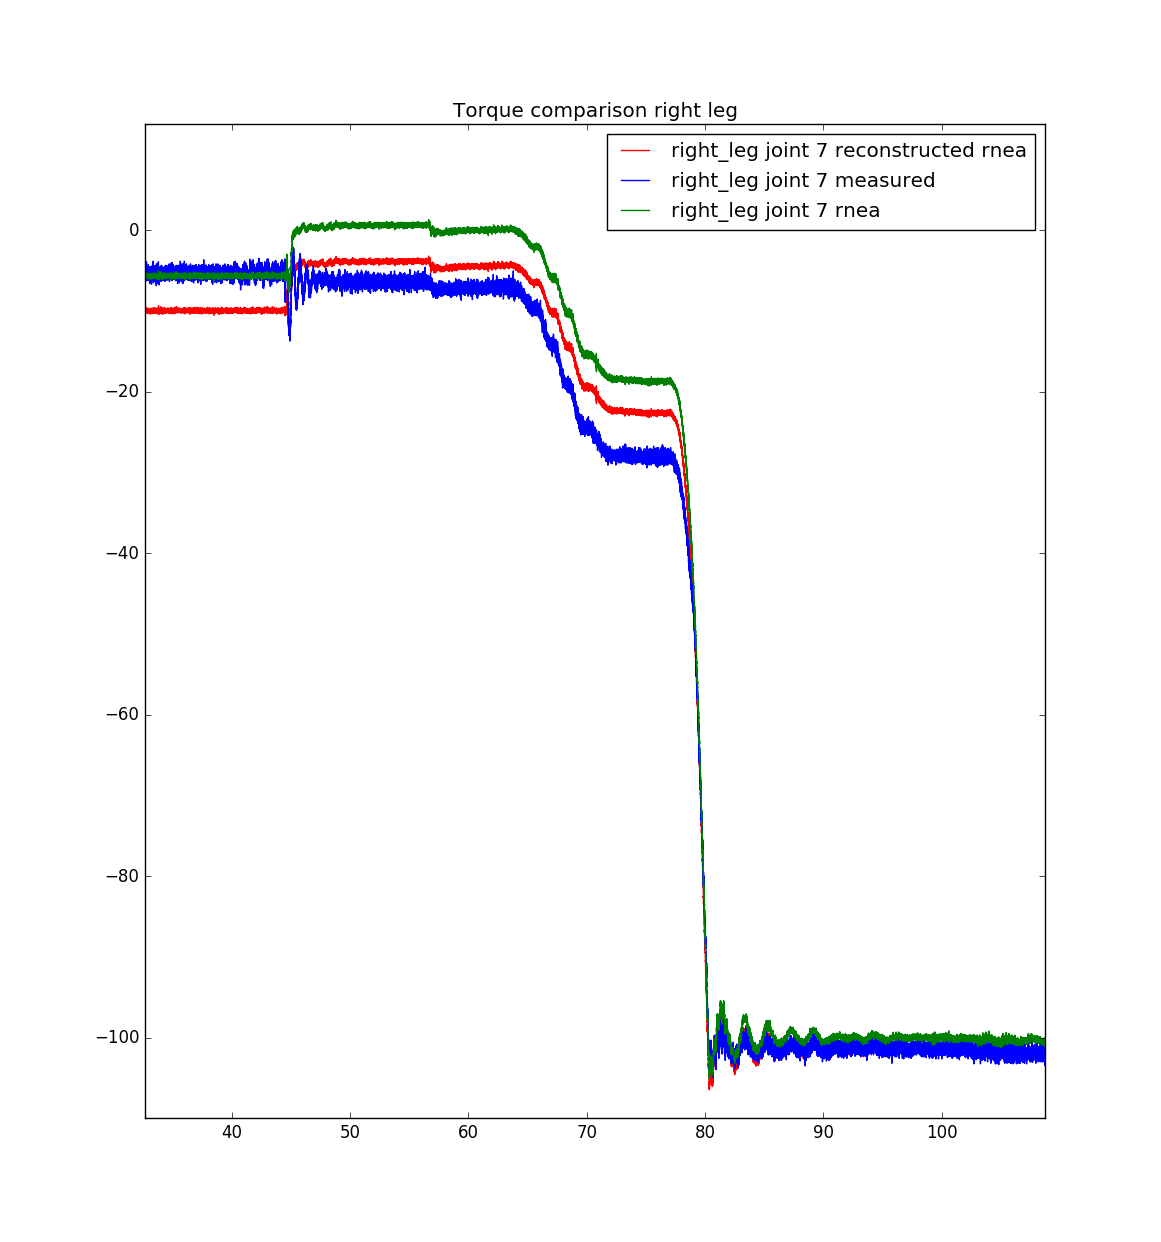 Torque comparison right leg
right_leg joint 7 reconstructed rnea
right_leg joint 7 measured
right_leg joint 7 rnea
0
−20
−40
−60
−80
−100
40 50 60 70 80 90 100